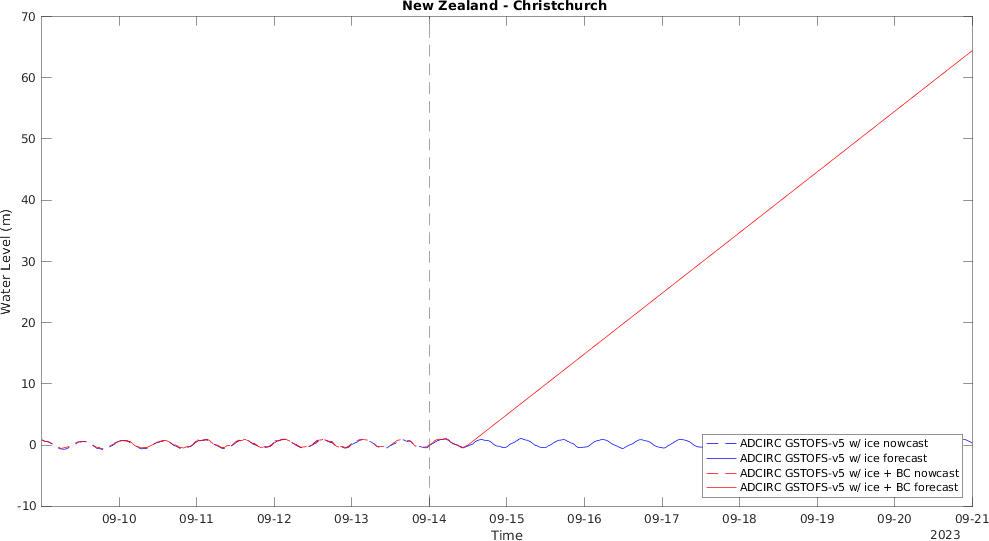 New Zealand - Christchurch
70
60
50
40
30
20
10
0
-10
Water Level (m)
09-10 09-11 09-12 09-13 09-14 09-15 09-16 09-17 09-18 09-19 09-20 09-21
Time
2023
ADCIRC GSTOFS-v5 w/ ice nowcast
ADCIRC GSTOFS-v5 w/ ice forecast
ADCIRC GSTOFS-v5 w/ ice + BC nowcast
ADCIRC GSTOFS-v5 w/ ice + BC forecast